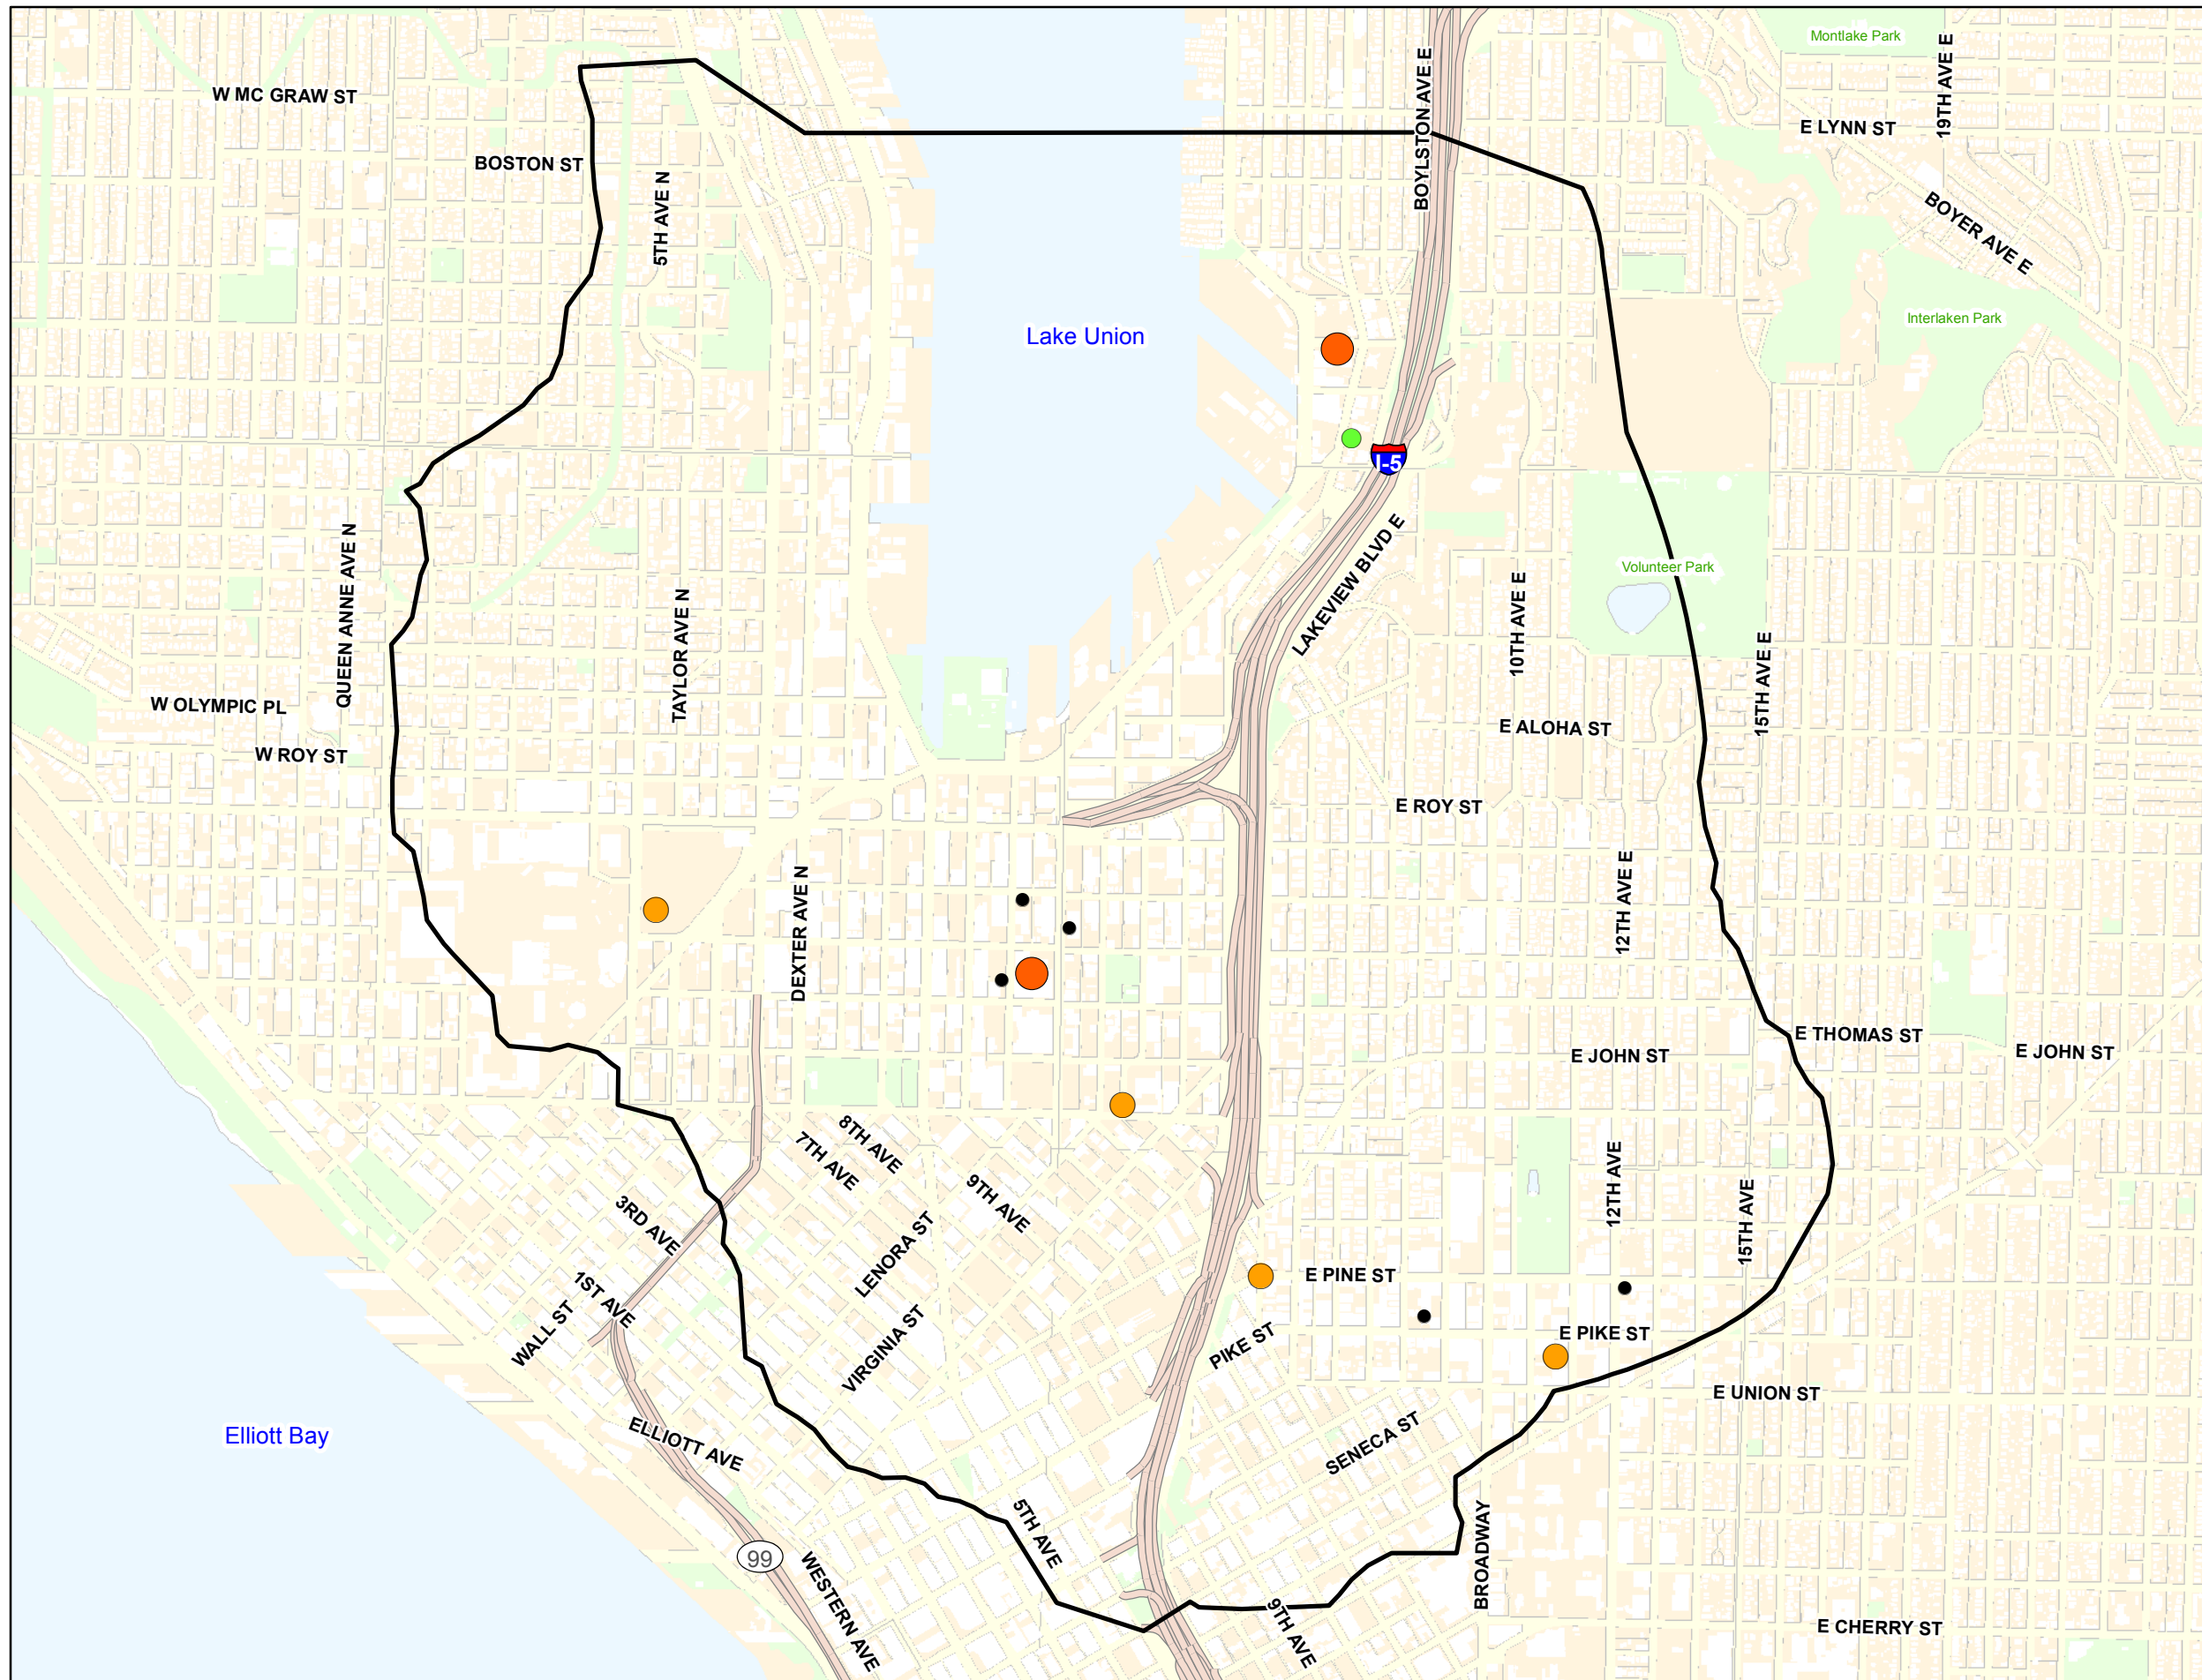 Montlake Park
19TH AVE E
BOYLSTON AVE E
W MC GRAW ST
E LYNN ST
BOSTON ST
5TH AVE N
BOYER AVE E
Interlaken Park
Lake Union
I-5
LAKEVIEW BLVD E
Volunteer Park
QUEEN ANNE AVE N
TAYLOR AVE N
10TH AVE E
15TH AVE E
W OLYMPIC PL
W ROY ST
E ALOHA ST
E ROY ST
DEXTER AVE N
12TH AVE E
E THOMAS ST
E JOHN ST
E JOHN ST
8TH AVE
7TH AVE
9TH AVE
12TH AVE
15TH AVE
3RD AVE
LENORA ST
1ST AVE
WALL ST
E PINE ST
VIRGINIA ST
PIKE ST
E PIKE ST
E UNION ST
Elliott Bay
ELLIOTT AVE
SENECA ST
5TH AVE
BROADWAY
99
WESTERN AVE
9TH AVE
E CHERRY ST